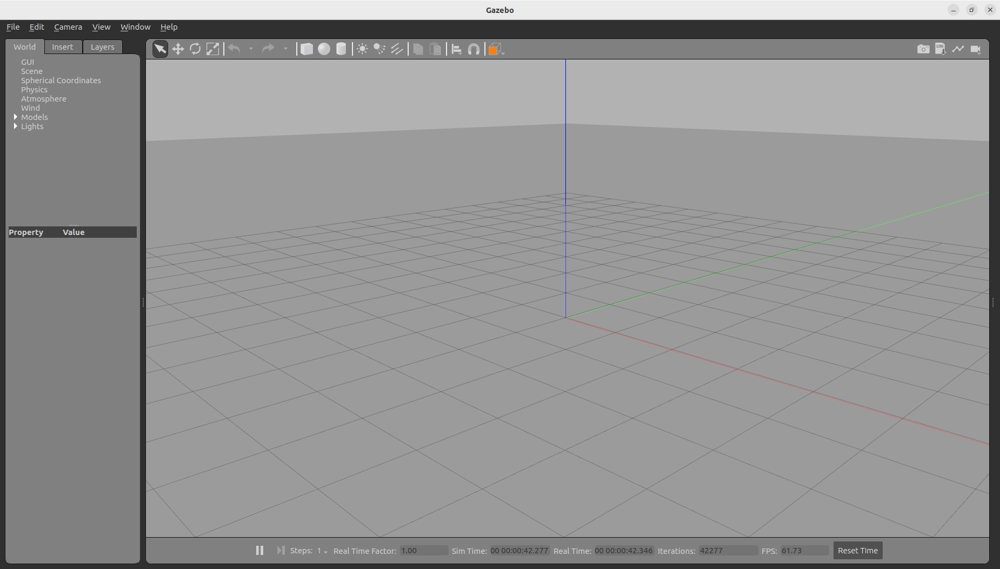 Gazebo
File Edit Camera View Window Help
World Insert Layers
LOG
GUI
Scene
Spherical Coordinates
Physics
Atmosphere
Wind
Models
Lights
Property Value
Steps: 1 Real Time Factor: 1.00 Sim Time: 00 00:00:42.277 Real Time: 00 00:00:42.346 Iterations: 42277 FPS: 61.73 Reset Time